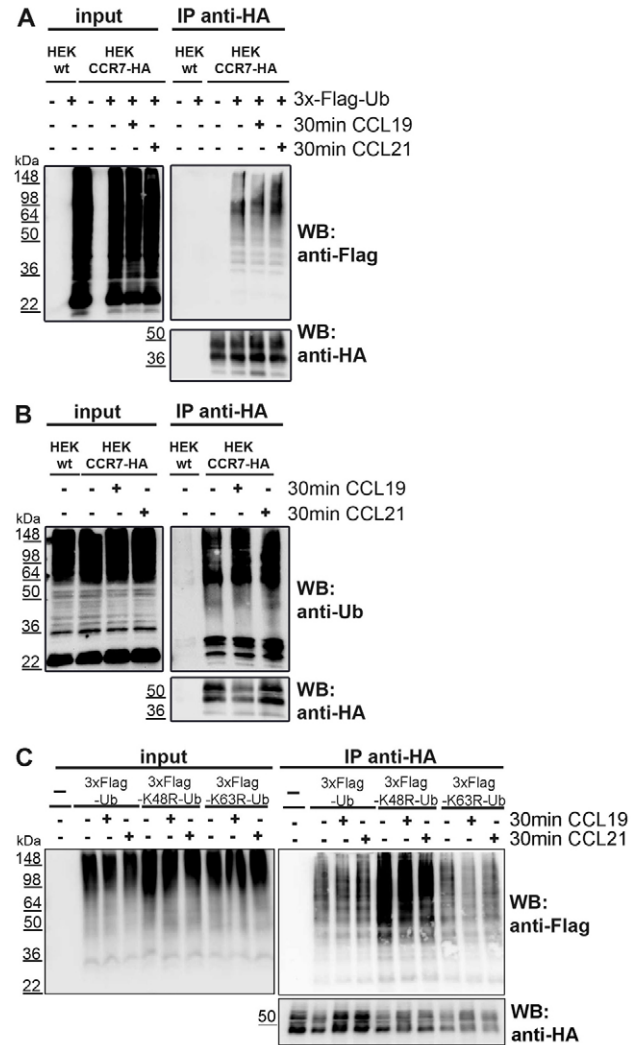 A
input IP anti-HA
HEK wt HEK CCR7-HA HEK wt HEK CCR7-HA
- + - + + + - + - + + + 3x-Flag-Ub
- - - - + - - - - - + - 30min CCL19
- - - - - + - - - - - + 30min CCL21
kDa
148
98
64
50
36
22
WB:
anti-Flag
50
36
WB:
anti-HA
B
input IP anti-HA
HEK wt HEK CCR7-HA HEK wt HEK CCR7-HA
- - + - - - + - 30min CCL19
- - - + - - - + 30min CCL21
kDa
148
98
64
50
36
22
WB:
anti-Ub
50
36
WB:
anti-HA
C
input IP anti-HA
– 3xFlag -Ub 3xFlag -K48R-Ub 3xFlag -K63R-Ub – 3xFlag -Ub 3xFlag -K48R-Ub 3xFlag -K63R-Ub
- - + - - + - - + - - - + - - + - - + - 30min CCL19
- - - + - - + - - + - - - + - - + - - + 30min CCL21
kDa
148
98
64
50
36
22
WB:
anti-Flag
50
WB:
anti-HA